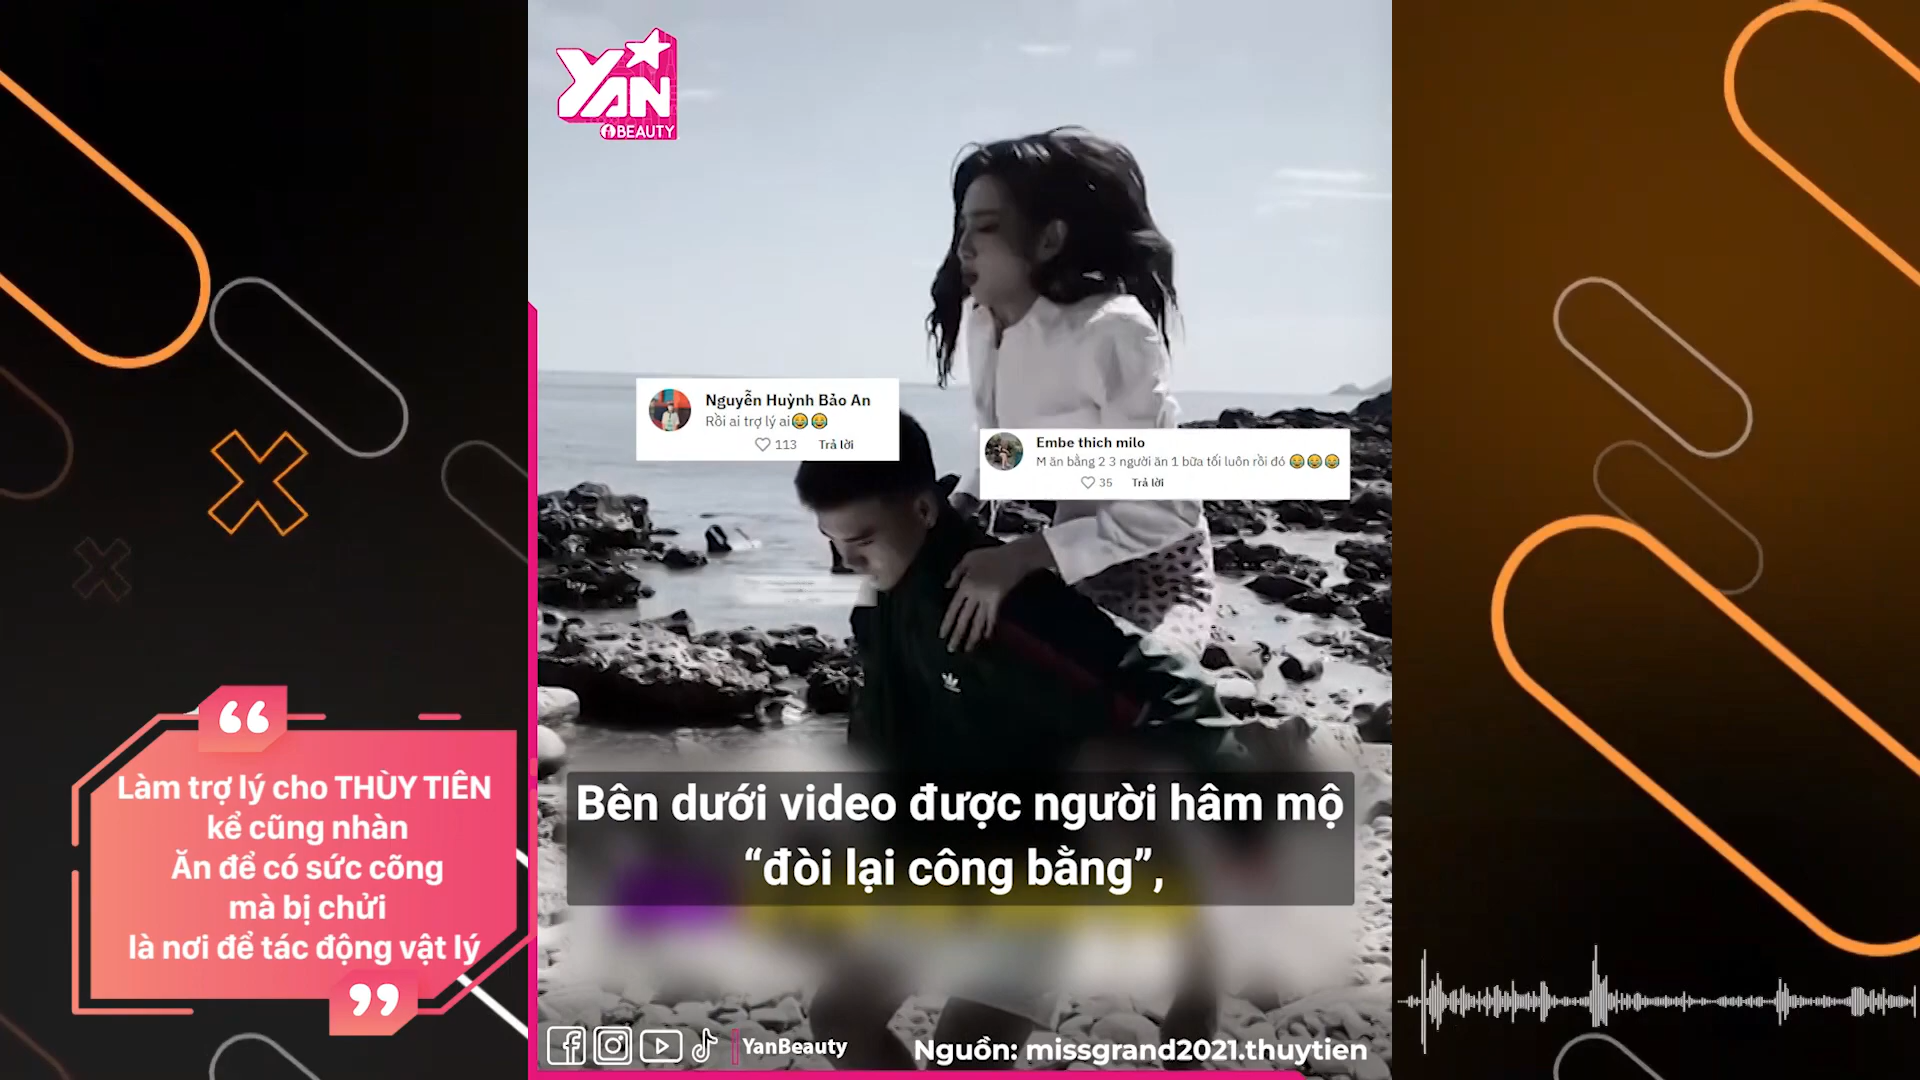 YAN
BEAUTY
Nguyễn Huỳnh Bảo An
Rồi ai trợ lý ai😂😂
113 Trả lời
Embe thich milo
M ăn bằng 2 3 người ăn 1 bữa tối luôn rồi đó 😂😂😂
35 Trả lời
“
Làm trợ lý cho THÙY TIÊN
kể cũng nhàn
Ăn để có sức cõng
mà bị chửi
là nơi để tác động vật lý
”
Bên dưới video được người hâm mộ
“đòi lại công bằng”,
YanBeauty
Nguồn: missgrand2021.thuytien